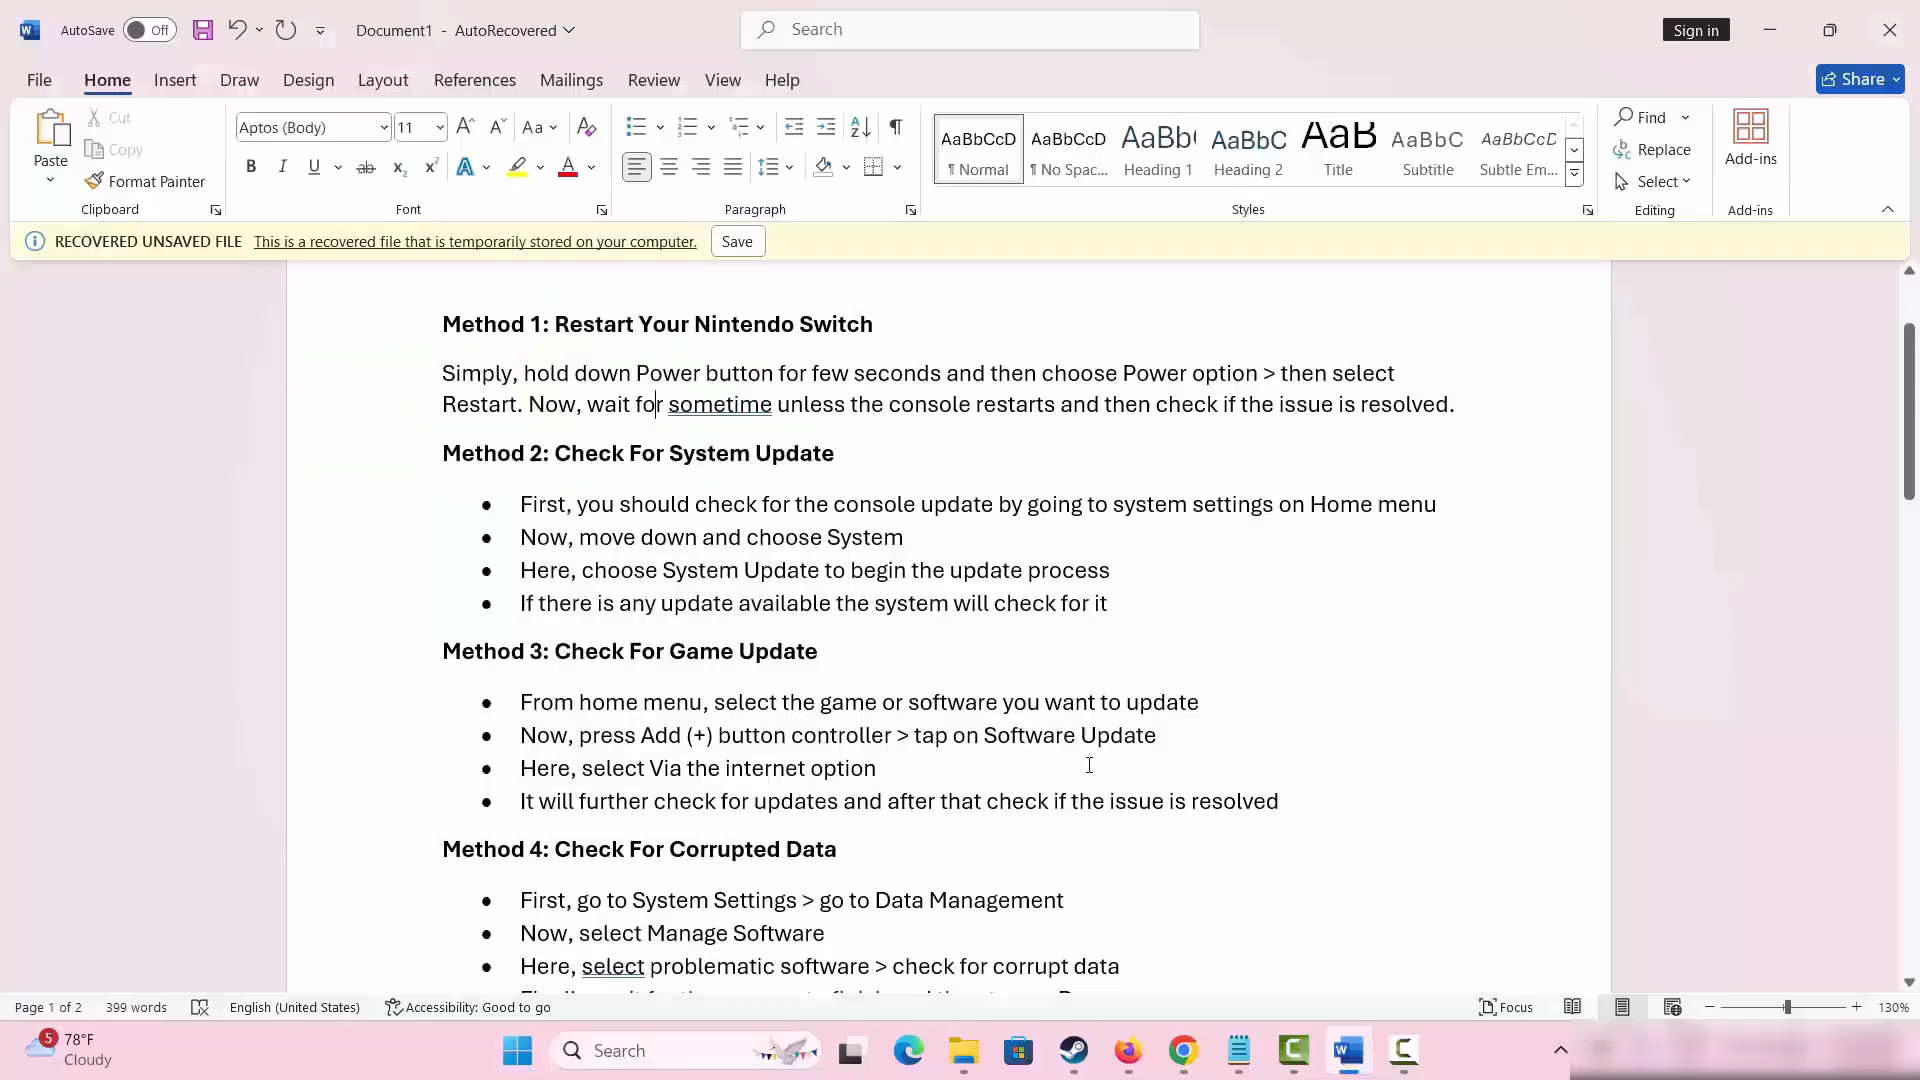 AutoSave Off Document1 - AutoRecovered Search Sign in
File Home Insert Draw Design Layout References Mailings Review View Help Share
Paste Cut Copy Format Painter Clipboard
Aptos (Body) 11 Aa Font
Paragraph
AaBbCcD AaBbCcD AaBb( AaBbC AaB AaBbC AaBbCcD
¶ Normal ¶ No Spac... Heading 1 Heading 2 Title Subtitle Subtle Em...
Styles
Find Replace Select Editing
Add-ins
Add-ins
RECOVERED UNSAVED FILE This is a recovered file that is temporarily stored on your computer. Save
Method 1: Restart Your Nintendo Switch
Simply, hold down Power button for few seconds and then choose Power option > then select
Restart. Now, wait for sometime unless the console restarts and then check if the issue is resolved.
Method 2: Check For System Update
• First, you should check for the console update by going to system settings on Home menu
• Now, move down and choose System
• Here, choose System Update to begin the update process
• If there is any update available the system will check for it
Method 3: Check For Game Update
• From home menu, select the game or software you want to update
• Now, press Add (+) button controller > tap on Software Update
• Here, select Via the internet option
• It will further check for updates and after that check if the issue is resolved
Method 4: Check For Corrupted Data
• First, go to System Settings > go to Data Management
• Now, select Manage Software
• Here, select problematic software > check for corrupt data
Page 1 of 2 399 words English (United States) Accessibility: Good to go Focus 130%
5 78°F
Cloudy
Search